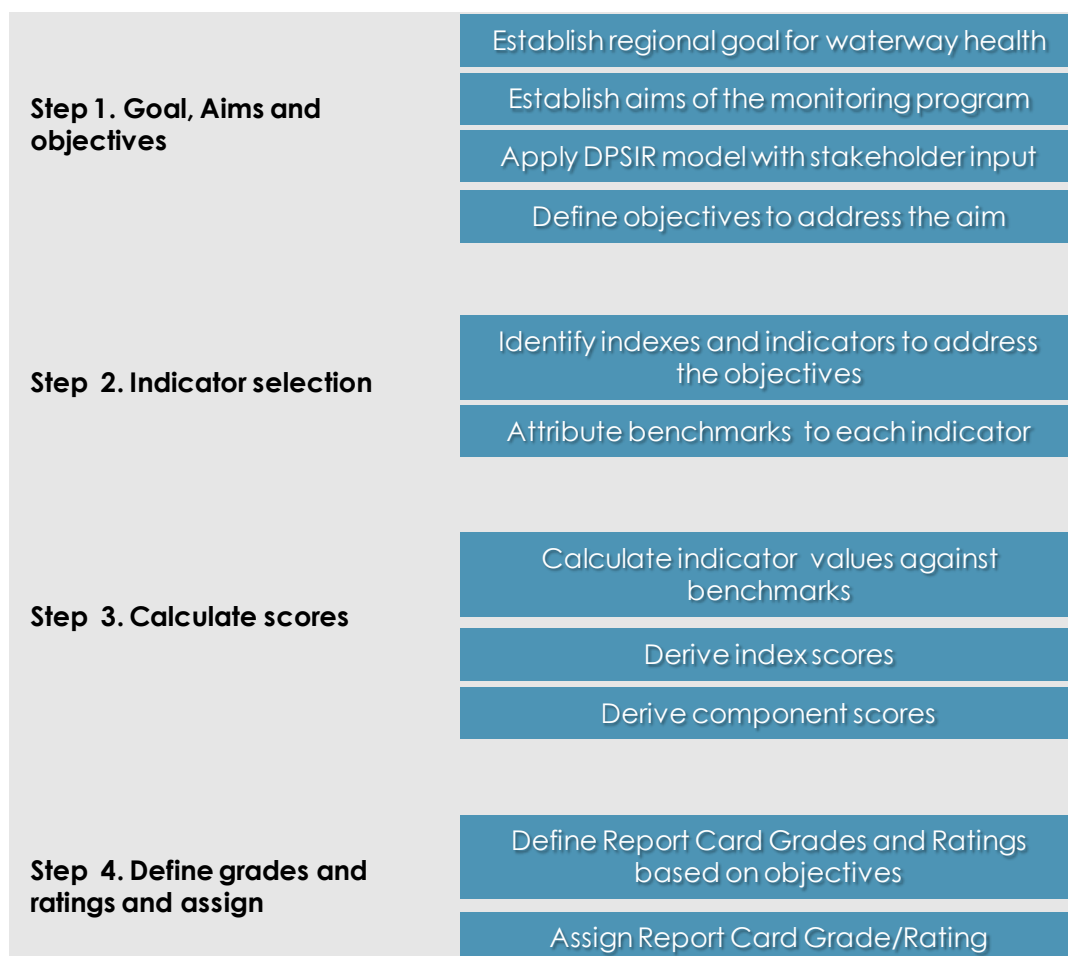 Step 1. Goal, Aims and
objectives
Establish regional goal for waterway health
Establish aims of the monitoring program
Apply DPSIR model with stakeholder input
Define objectives to address the aim
Step 2. Indicator selection
Identify indexes and indicators to address
the objectives
Attribute benchmarks to each indicator
Step 3. Calculate scores
Calculate indicator values against
benchmarks
Derive index scores
Derive component scores
Step 4. Define grades and
ratings and assign
Define Report Card Grades and Ratings
based on objectives
Assign Report Card Grade/Rating